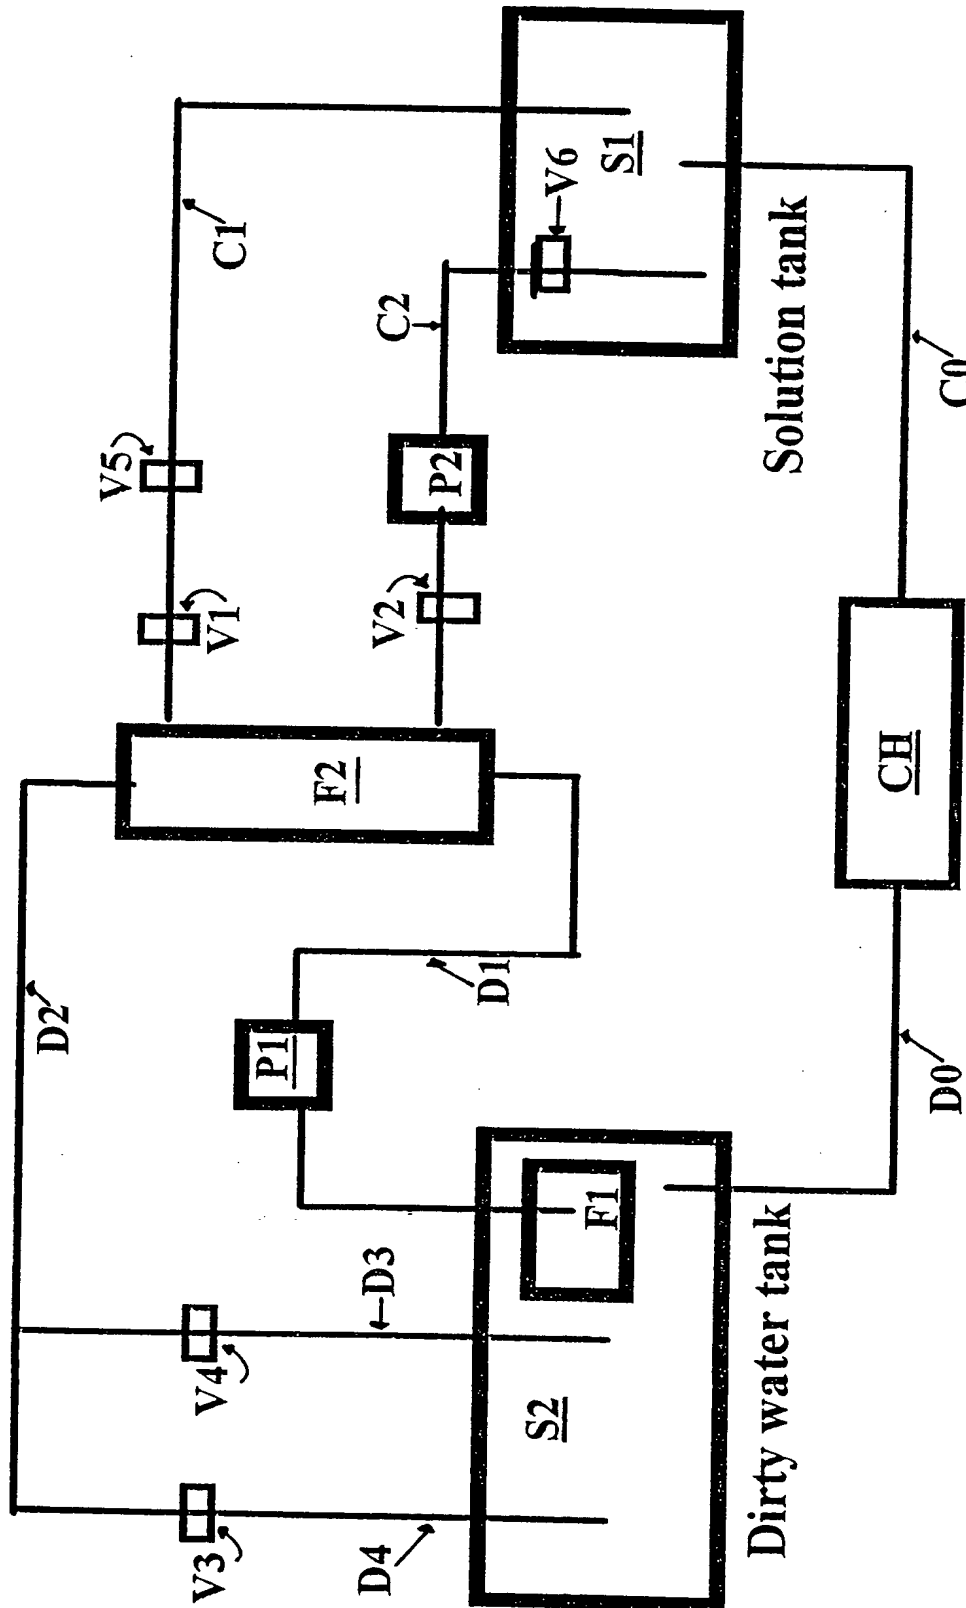 C1
V5
V1
D2
C2
V6
S1
P2
V2
F2
P1
D1
Solution tank
C0
CH
D0
D3
F1
V4
V3
S2
D4
Dirty water tank